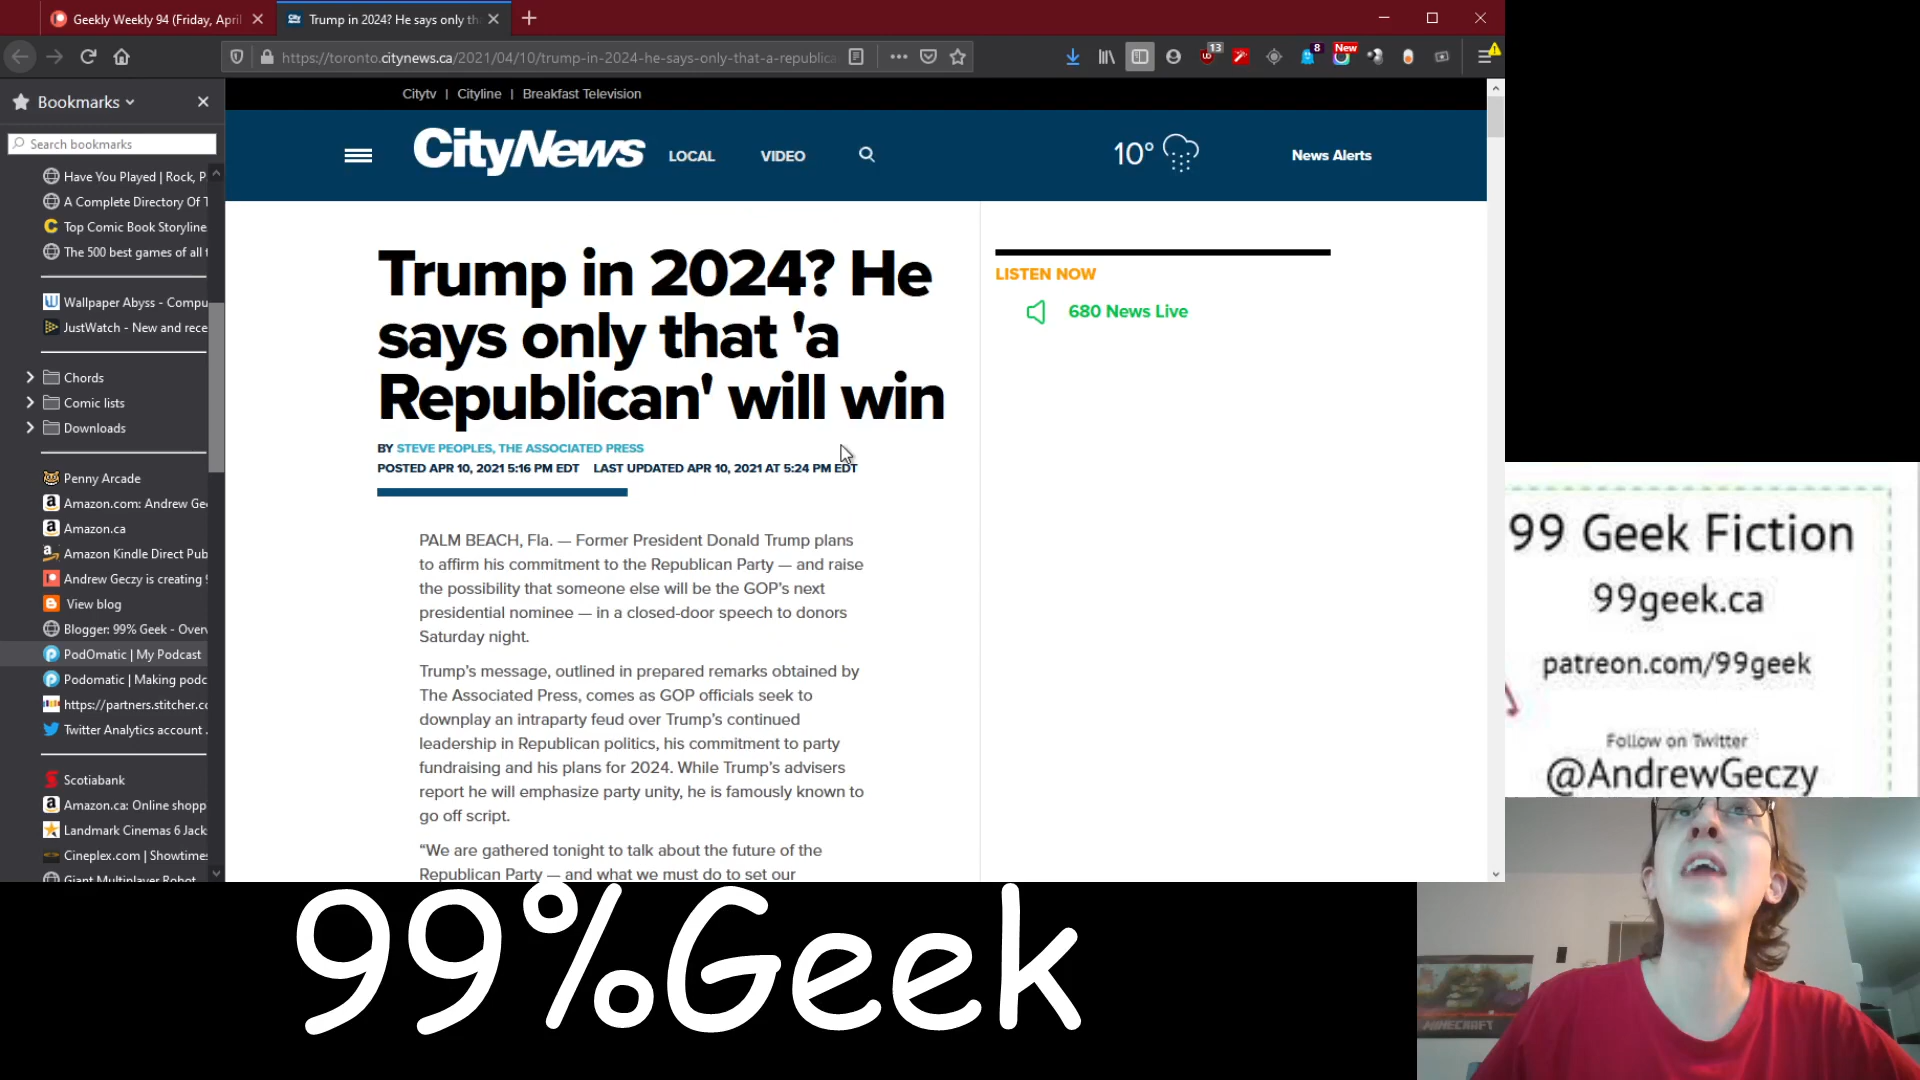 Geekly Weekly 94 (Friday, April
Trump in 2024? He says only th
https://toronto.citynews.ca/2021/04/10/trump-in-2024-he-says-only-that-a-republica
13
8
New
Bookmarks
Search bookmarks
Have You Played | Rock, P
A Complete Directory Of T
Top Comic Book Storyline
The 500 best games of all t
Wallpaper Abyss - Compu
JustWatch - New and rece
Chords
Comic lists
Downloads
Penny Arcade
Amazon.com: Andrew Ge
Amazon.ca
Amazon Kindle Direct Pub
Andrew Geczy is creating 9
View blog
Blogger: 99% Geek - Overv
PodOmatic | My Podcast
Podomatic | Making podc
https://partners.stitcher.co
Twitter Analytics account
Scotiabank
Amazon.ca: Online shopp
Landmark Cinemas 6 Jack
Cineplex.com | Showtimes
Giant Multiplayer Robot
Citytv | Cityline | Breakfast Television
CityNews
LOCAL
VIDEO
10°
News Alerts
Trump in 2024? He
says only that 'a
Republican' will win
BY STEVE PEOPLES, THE ASSOCIATED PRESS
POSTED APR 10, 2021 5:16 PM EDT LAST UPDATED APR 10, 2021 AT 5:24 PM EDT
PALM BEACH, Fla. — Former President Donald Trump plans
to affirm his commitment to the Republican Party — and raise
the possibility that someone else will be the GOP's next
presidential nominee — in a closed-door speech to donors
Saturday night.
Trump's message, outlined in prepared remarks obtained by
The Associated Press, comes as GOP officials seek to
downplay an intraparty feud over Trump's continued
leadership in Republican politics, his commitment to party
fundraising and his plans for 2024. While Trump's advisers
report he will emphasize party unity, he is famously known to
go off script.
“We are gathered tonight to talk about the future of the
Republican Party — and what we must do to set our
LISTEN NOW
680 News Live
99 Geek Fiction
99geek.ca
patreon.com/99geek
Follow on Twitter
@AndrewGeczy
99%Geek
MINECRAFT